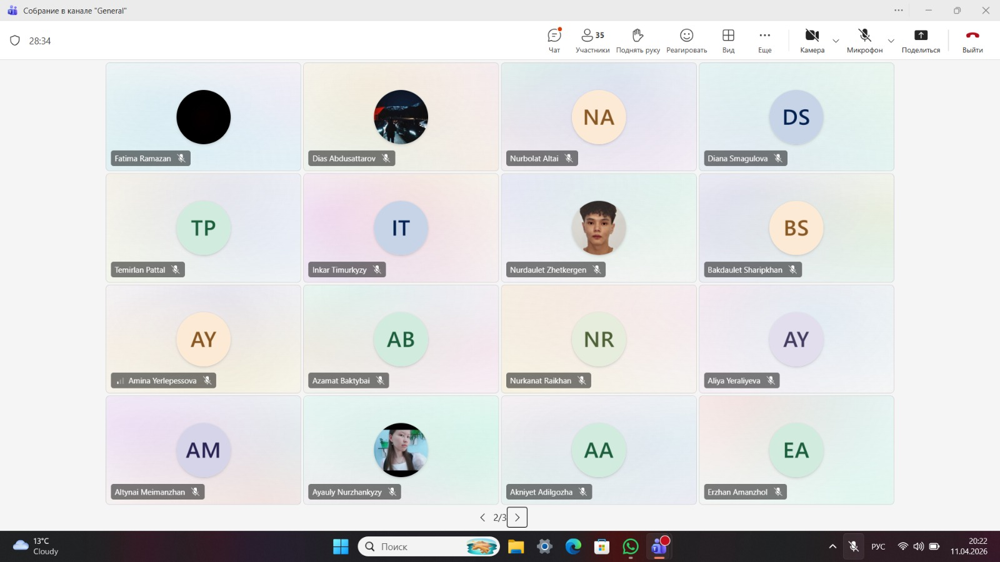 Собрание в канале "General"
28:34
Чат
35
Участники
Поднять руку
Реагировать
Вид
Еще
Камера
Микрофон
Поделиться
Выйти
Fatima Ramazan
Dias Abdusattarov
NA
Nurbolat Altai
DS
Diana Smagulova
TP
Temirlan Pattal
IT
Inkar Timurkyzy
Nurdaulet Zhetkergen
BS
Bakdaulet Sharipkhan
AY
Amina Yerlepessova
AB
Azamat Baktybai
NR
Nurkanat Raikhan
AY
Aliya Yeraliyeva
AM
Altynai Meimanzhan
Ayauly Nurzhankyzy
AA
Akniyet Adilgozha
EA
Erzhan Amanzhol
2/3
13°C
Cloudy
Поиск
РУС
20:22
11.04.2026